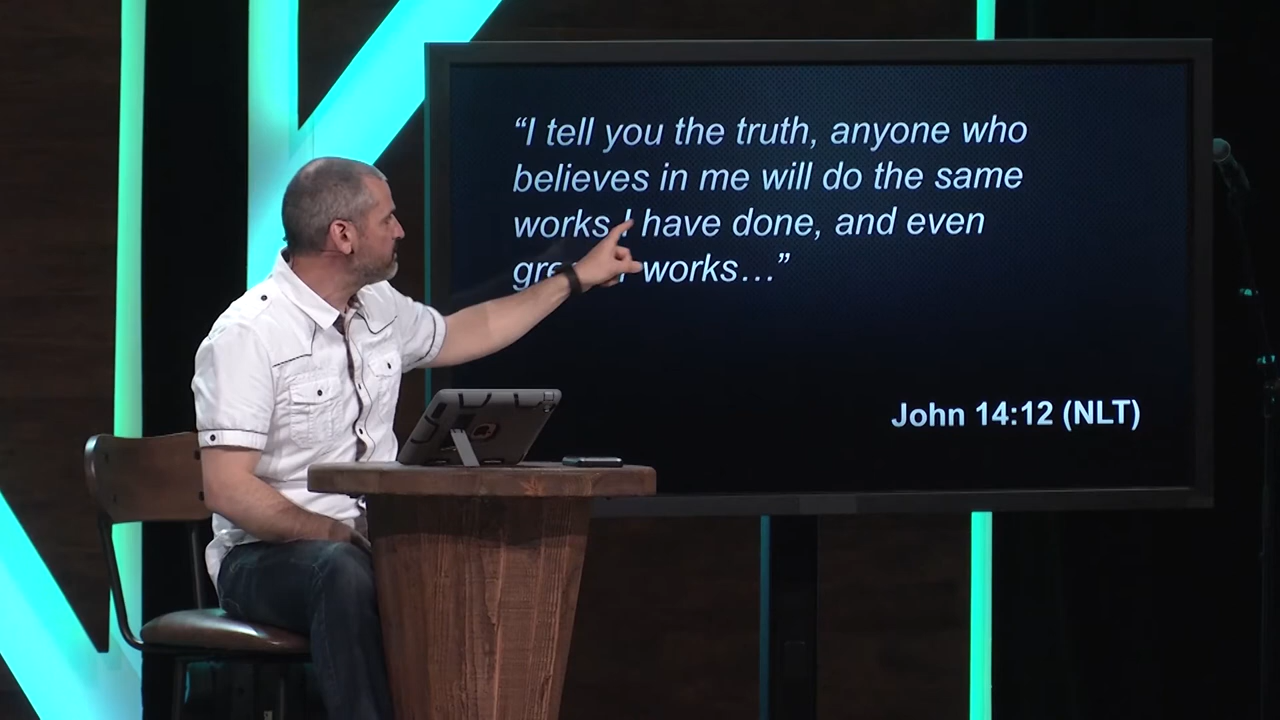 “I tell you the truth, anyone who
believes in me will do the same
works I have done, and even
works…”
John 14:12 (NLT)